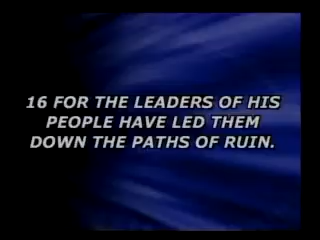 16 FOR THE LEADERS OF HIS
PEOPLE HAVE LED THEM
DOWN THE PATHS OF RUIN.